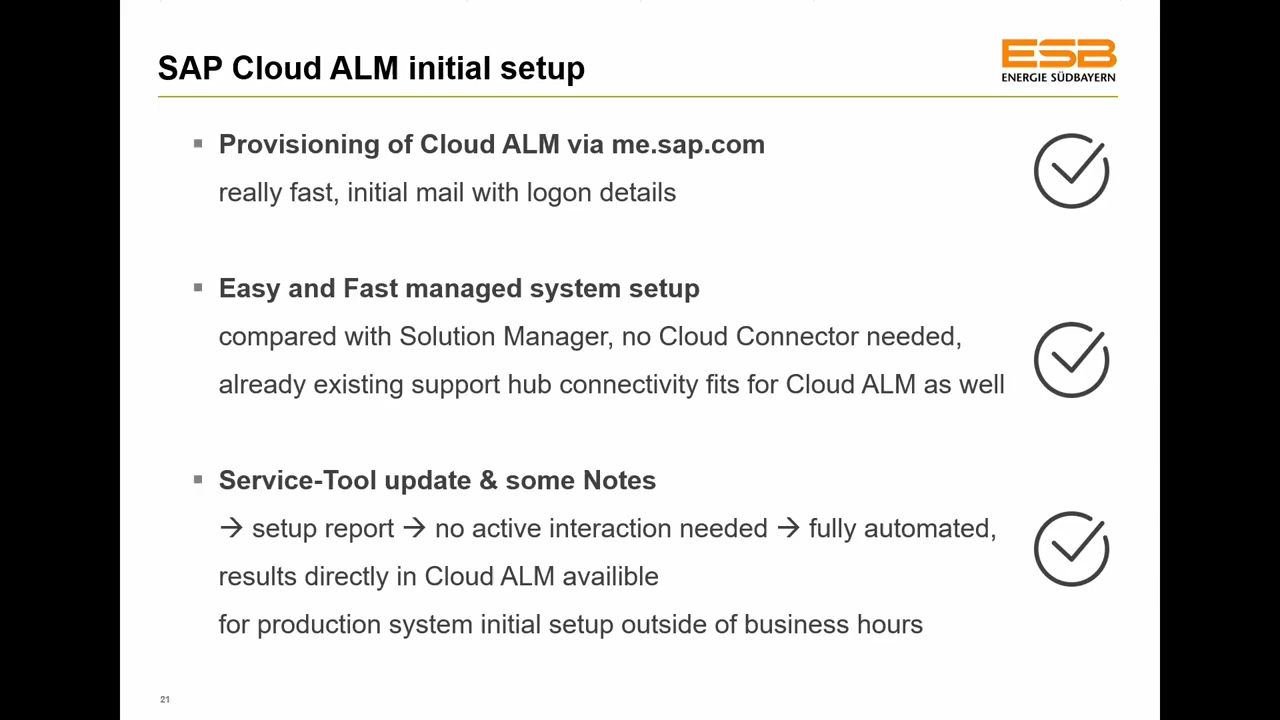 SAP Cloud ALM initial setup
ESB
ENERGIE SÜDBAYERN
▪ Provisioning of Cloud ALM via me.sap.com
really fast, initial mail with logon details
▪ Easy and Fast managed system setup
compared with Solution Manager, no Cloud Connector needed,
already existing support hub connectivity fits for Cloud ALM as well
▪ Service-Tool update & some Notes
→ setup report → no active interaction needed → fully automated,
results directly in Cloud ALM availible
for production system initial setup outside of business hours
21